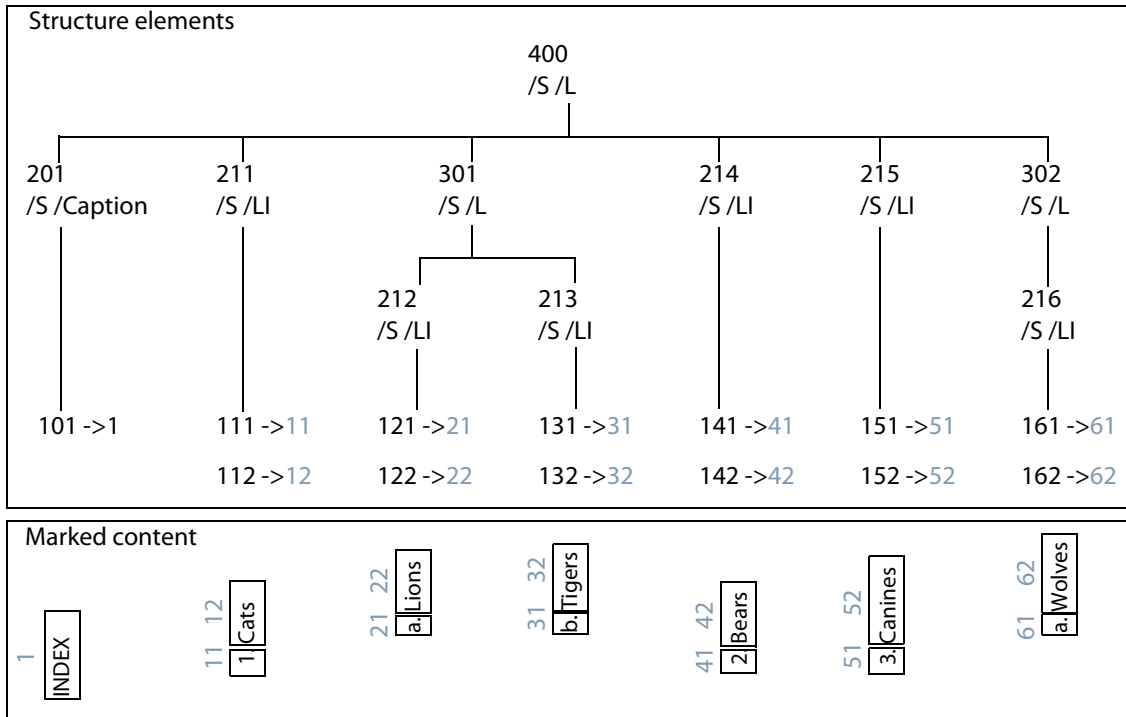 Structure elements
400
/S /L
201 211 301 214 215 302
/S /Caption /S /LI /S /L /S /LI /S /LI /S /L
212 213 216
/S /LI /S /LI /S /LI
101 ->1 111 ->11 121 ->21 131 ->31 141 ->41 151 ->51 161 ->61
112 ->12 122 ->22 132 ->32 142 ->42 152 ->52 162 ->62
Marked content
1
INDEX
11 12
1. Cats
21 22
a. Lions
31 32
b. Tigers
41 42
2. Bears
51 52
3. Canines
61 62
a. Wolves